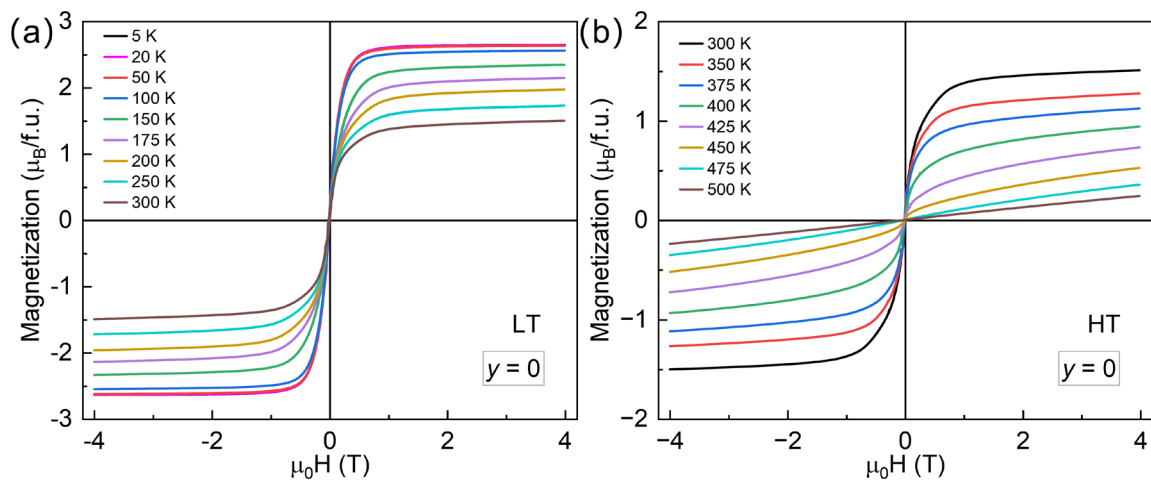 (a)
Magnetization (μB/f.u.)
3
2
1
0
-1
-2
-3
5 K
20 K
50 K
100 K
150 K
175 K
200 K
250 K
300 K
LT
y = 0
-4
-2
0
2
4
μ0H (T)
(b)
Magnetization (μB/f.u.)
2
1
0
−1
−2
300 K
350 K
375 K
400 K
425 K
450 K
475 K
500 K
HT
y = 0
−4
−2
0
2
4
μ0H (T)